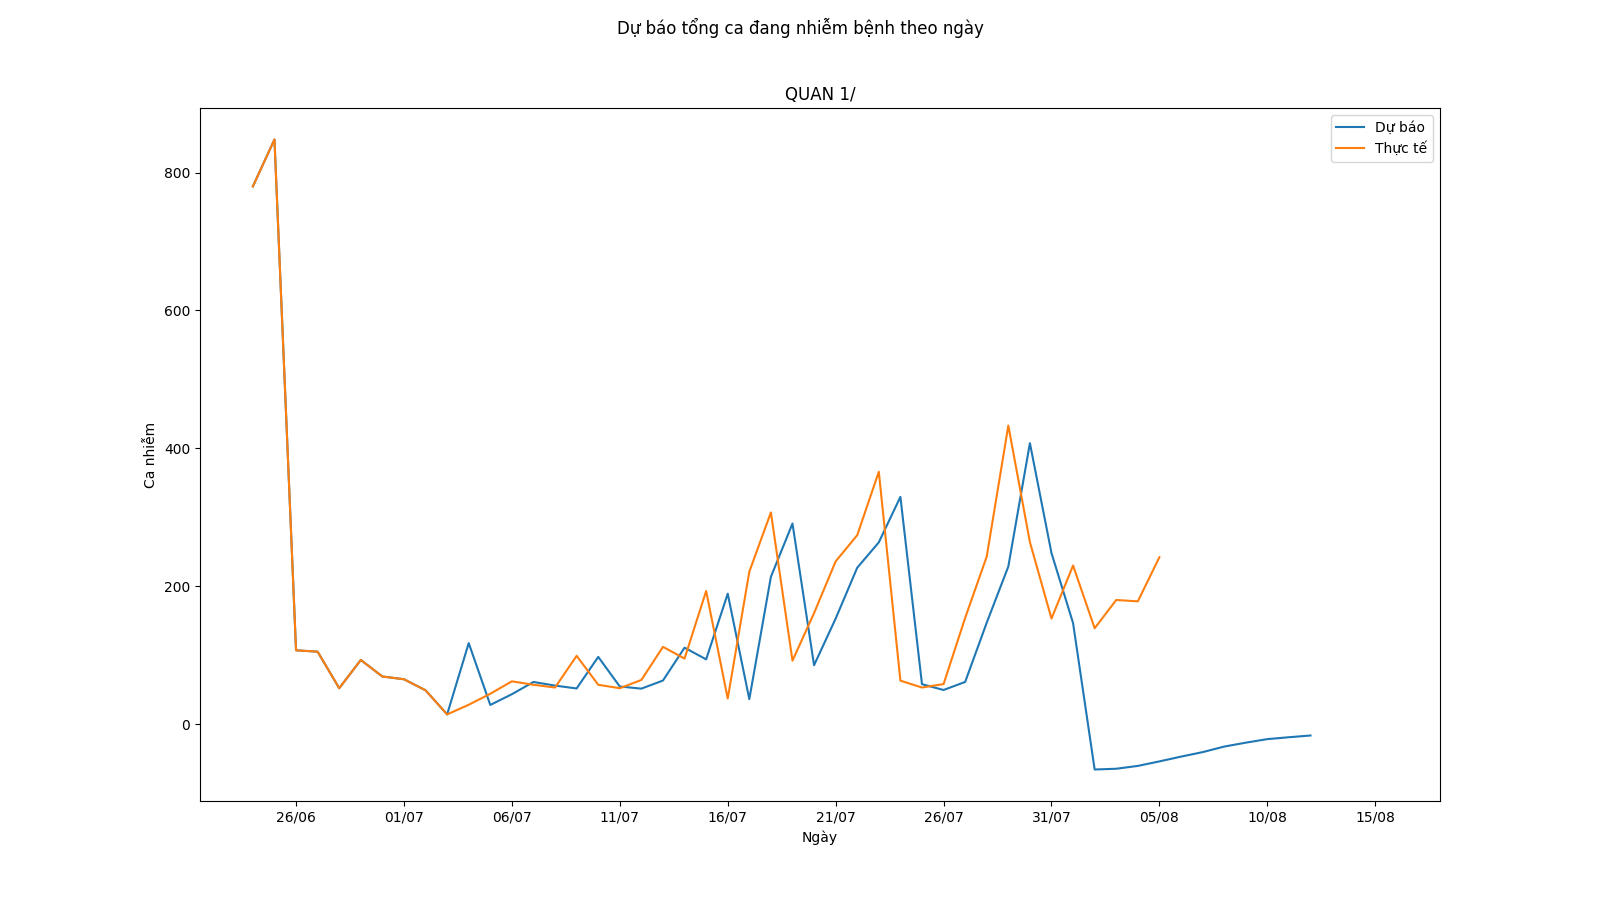 Dự báo tổng ca đang nhiễm bệnh theo ngày
QUAN 1/
Dự báo
Thực tế
Ca nhiễm
800
600
400
200
0
26/06 01/07 06/07 11/07 16/07 21/07 26/07 31/07 05/08 10/08 15/08
Ngày